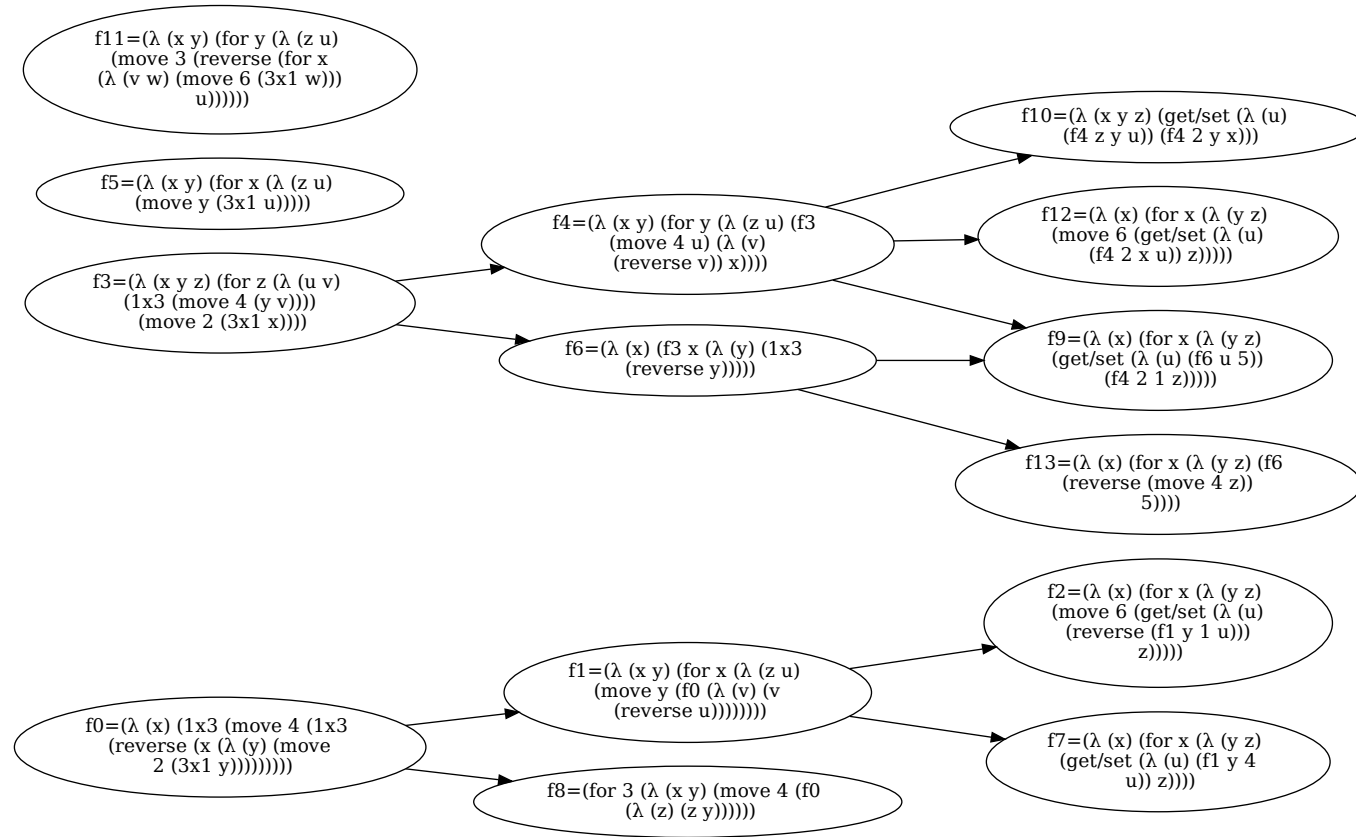 f11=(λ (x y) (for y (λ (z u)
(move 3 (reverse (for x
(λ (v w) (move 6 (3x1 w)))
u))))))
f5=(λ (x y) (for x (λ (z u)
(move y (3x1 u)))))
f3=(λ (x y z) (for z (λ (u v)
(1x3 (move 4 (y v))))
(move 2 (3x1 x))))
f4=(λ (x y) (for y (λ (z u) (f3
(move 4 u) (λ (v)
(reverse v)) x))))
f6=(λ (x) (f3 x (λ (y) (1x3
(reverse y)))))
f10=(λ (x y z) (get/set (λ (u)
(f4 z y u)) (f4 2 y x)))
f12=(λ (x) (for x (λ (y z)
(move 6 (get/set (λ (u)
(f4 2 x u)) z)))))
f9=(λ (x) (for x (λ (y z)
(get/set (λ (u) (f6 u 5))
(f4 2 1 z)))))
f13=(λ (x) (for x (λ (y z) (f6
(reverse (move 4 z))
5))))
f0=(λ (x) (1x3 (move 4 (1x3
(reverse (x (λ (y) (move
2 (3x1 y)))))))))
f1=(λ (x y) (for x (λ (z u)
(move y (f0 (λ (v) (v
(reverse u))))))))
f8=(for 3 (λ (x y) (move 4 (f0
(λ (z) (z y))))))
f2=(λ (x) (for x (λ (y z)
(move 6 (get/set (λ (u)
(reverse (f1 y 1 u)))
z)))))
f7=(λ (x) (for x (λ (y z)
(get/set (λ (u) (f1 y 4
u)) z))))